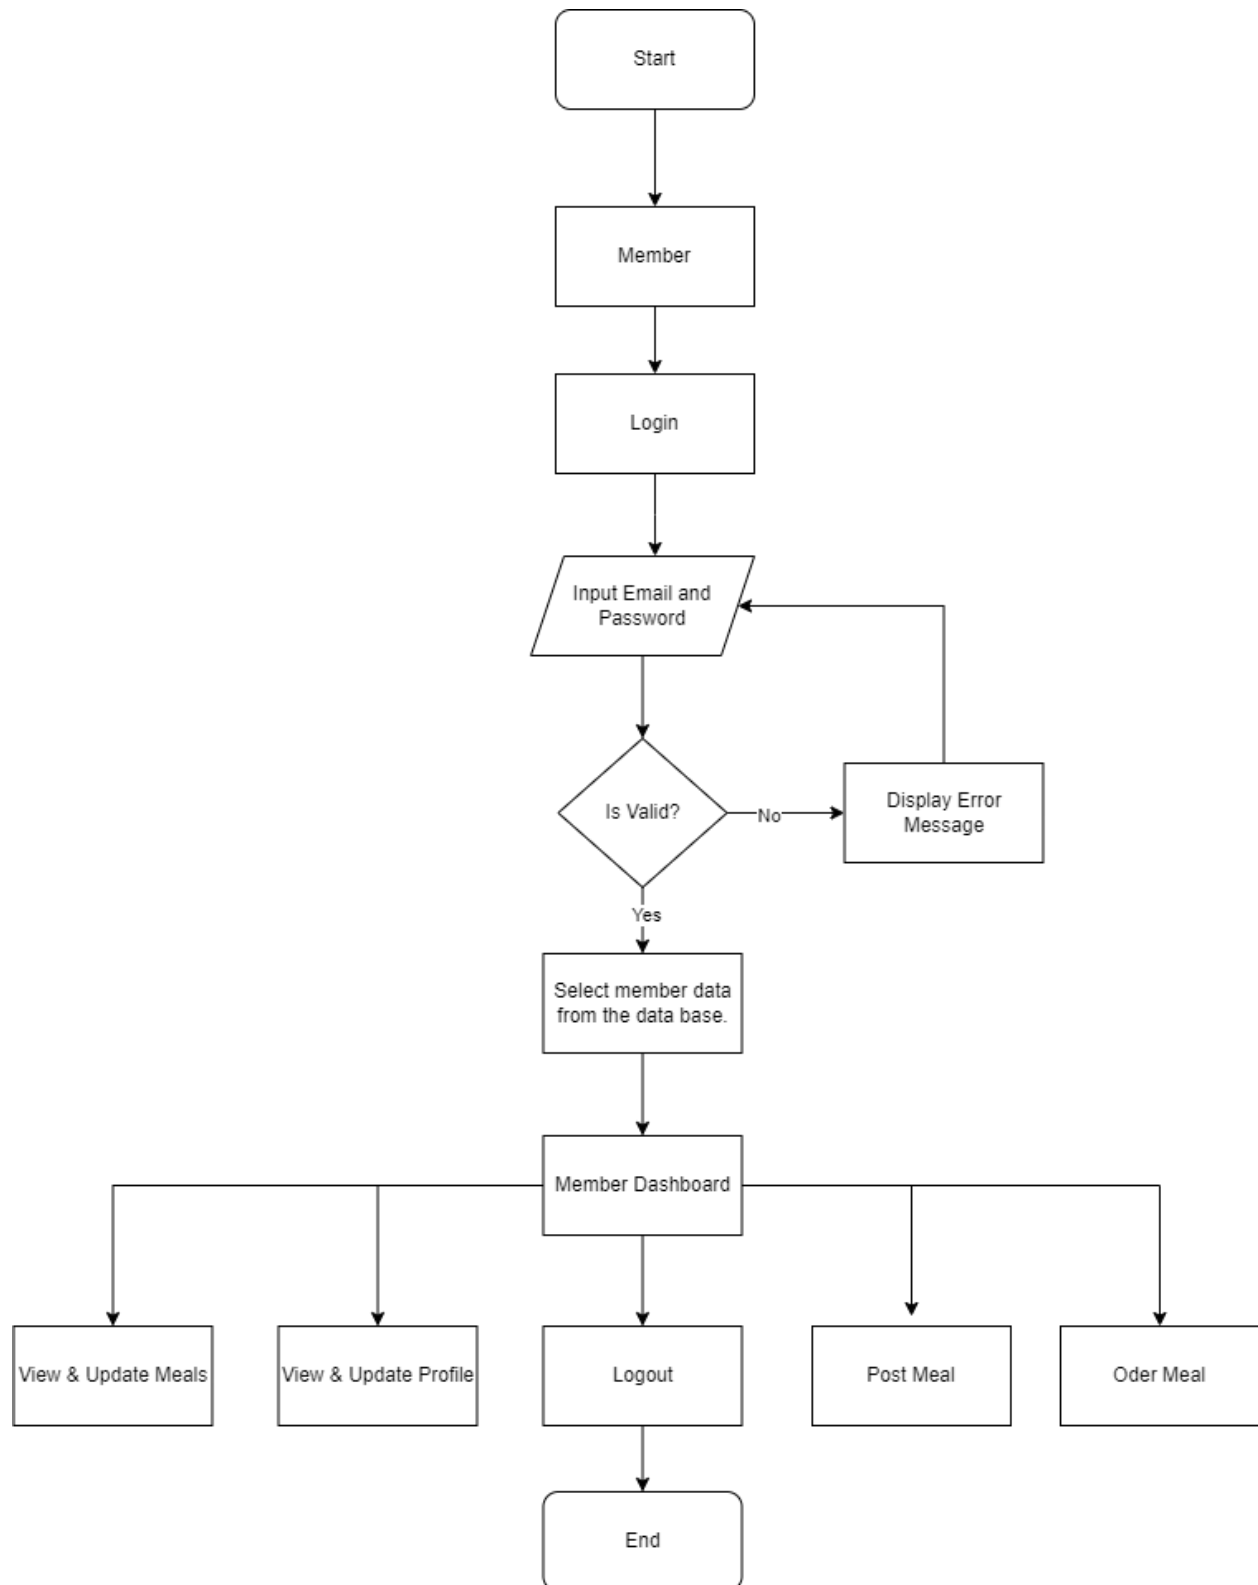 Start
Member
Login
Input Email and
Password
Is Valid?
No
Display Error
Message
Yes
Select member data
from the data base.
Member Dashboard
View & Update Meals
View & Update Profile
Logout
Post Meal
Oder Meal
End